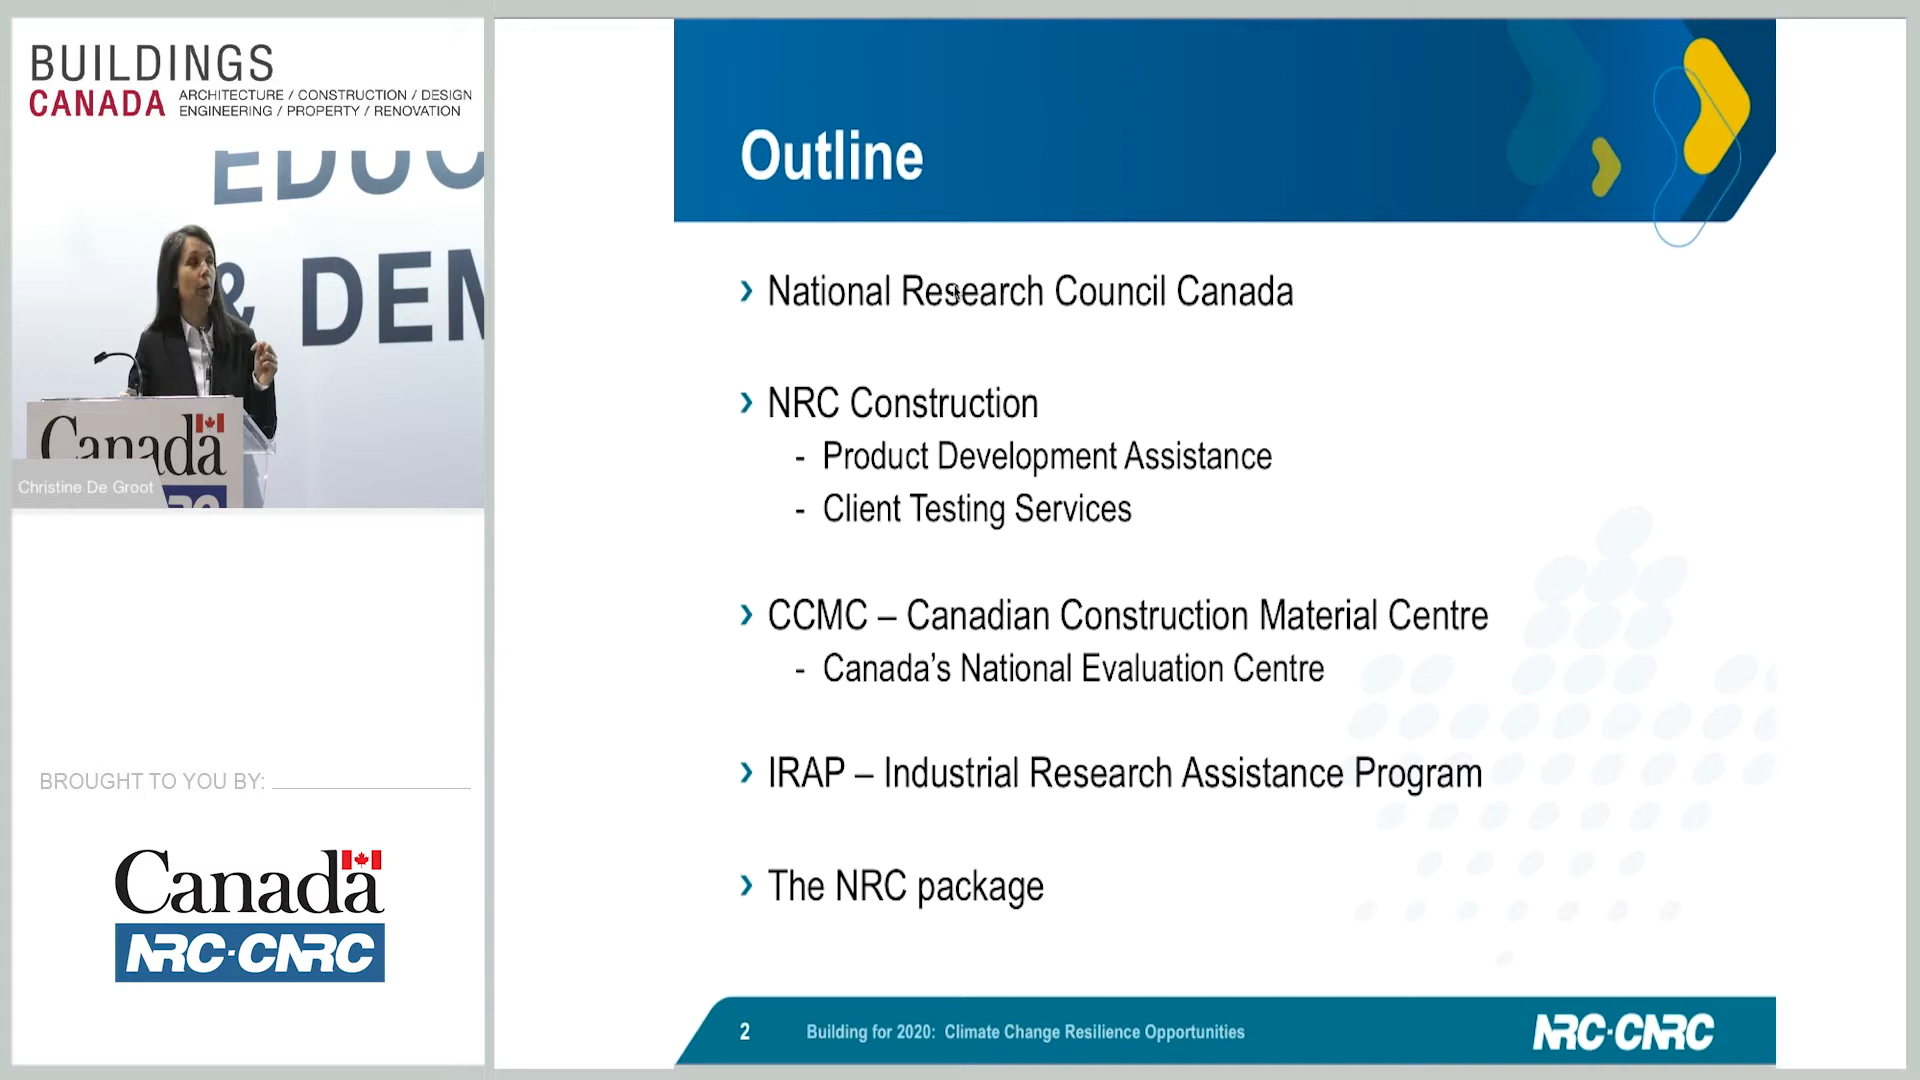 BUILDINGS
CANADA ARCHITECTURE / CONSTRUCTION / DESIGN
ENGINEERING / PROPERTY / RENOVATION
EDUC
& DEM
Canada
Christine De Groot
BROUGHT TO YOU BY:
Canada
NRC·CNRC
Outline
› National Research Council Canada
› NRC Construction
- Product Development Assistance
- Client Testing Services
› CCMC – Canadian Construction Material Centre
- Canada’s National Evaluation Centre
› IRAP – Industrial Research Assistance Program
› The NRC package
2 Building for 2020: Climate Change Resilience Opportunities NRC·CNRC